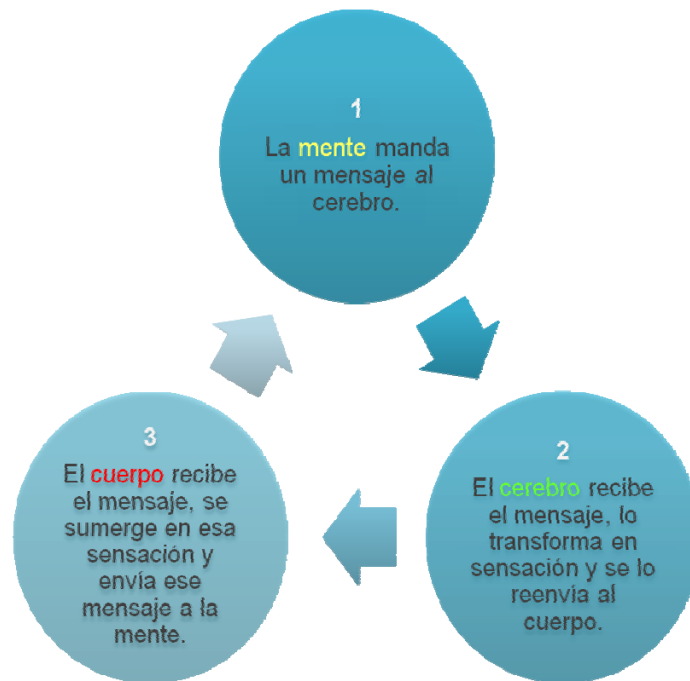 1
La mente manda
un mensaje al
cerebro.
2
El cerebro recibe
el mensaje, lo
transforma en
sensación y se lo
reenvía al
cuerpo.
3
El cuerpo recibe
el mensaje, se
sumerge en esa
sensación y
envía ese
mensaje a la
mente.